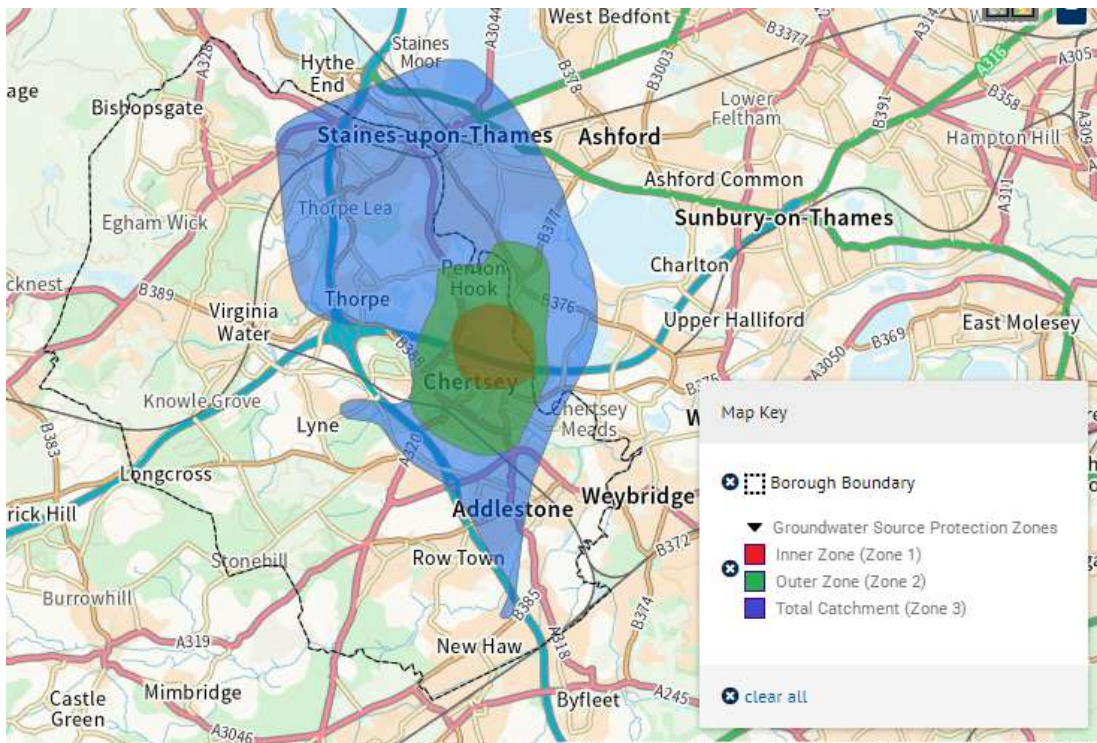 West Bedfont
B3377
A314
A3044
Staines
Moor
A328
A316
A305
Hythe
End
B378
B3003
age
Bishopsgate
Lower
Feltham
B391
B358
A309
Staines-upon-Thames
Ashford
Hampton Hill
Ashford Common
A311
Thorpe Lea
B377
Egham Wick
Sunbury-on-Thames
Penton
Hook
Charlton
cknest
B389
Thorpe
B376
Virginia
Water
Upper Halliford
B369
East Molesey
B388
A3050
Chertsey
B376
Knowle Grove
Chertsey
Meads
W
Lyne
A320
B383
Longcross
Addlestone
Weybridge
rick Hill
Row Town
B372
Stonehill
Burrowhill
B385
B374
A319
New Haw
A318
Mimbridge
Castle
Green
Byfleet
A245
A3046
Map Key
Borough Boundary
Groundwater Source Protection Zones
Inner Zone (Zone 1)
Outer Zone (Zone 2)
Total Catchment (Zone 3)
clear all